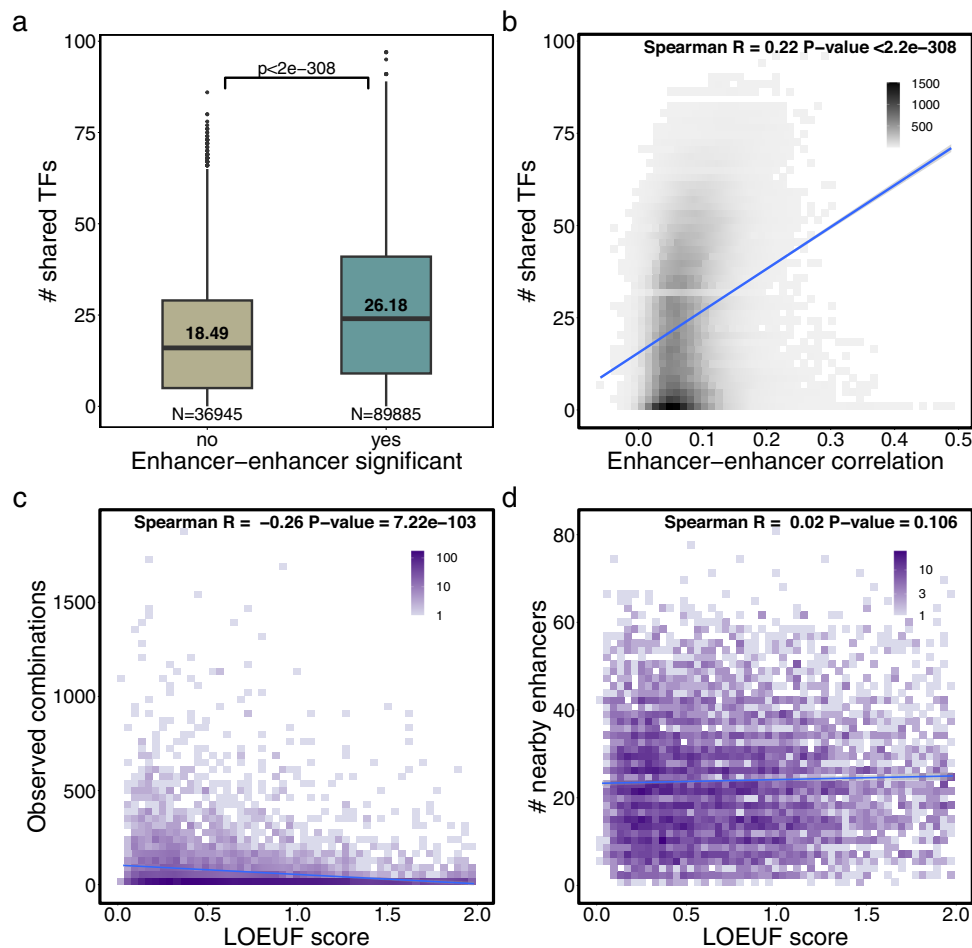 a
100
75
50
25
0
# shared TFs
p<2e−308
18.49
26.18
N=36945
N=89885
no
yes
Enhancer−enhancer significant
b
Spearman R = 0.22 P-value <2.2e−308
1500
1000
500
100
75
50
25
0
# shared TFs
0.0
0.1
0.2
0.3
0.4
0.5
Enhancer−enhancer correlation
c
Spearman R = −0.26 P-value = 7.22e−103
100
10
1
1500
1000
500
0
Observed combinations
0.0
0.5
1.0
1.5
2.0
LOEUF score
d
Spearman R = 0.02 P-value = 0.106
10
3
1
80
60
40
20
0
# nearby enhancers
0.0
0.5
1.0
1.5
2.0
LOEUF score